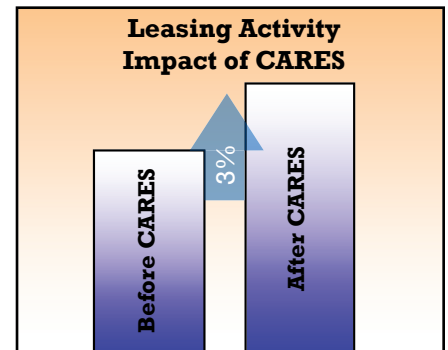 Leasing Activity
Impact of CARES
Before CARES
3%
After CARES